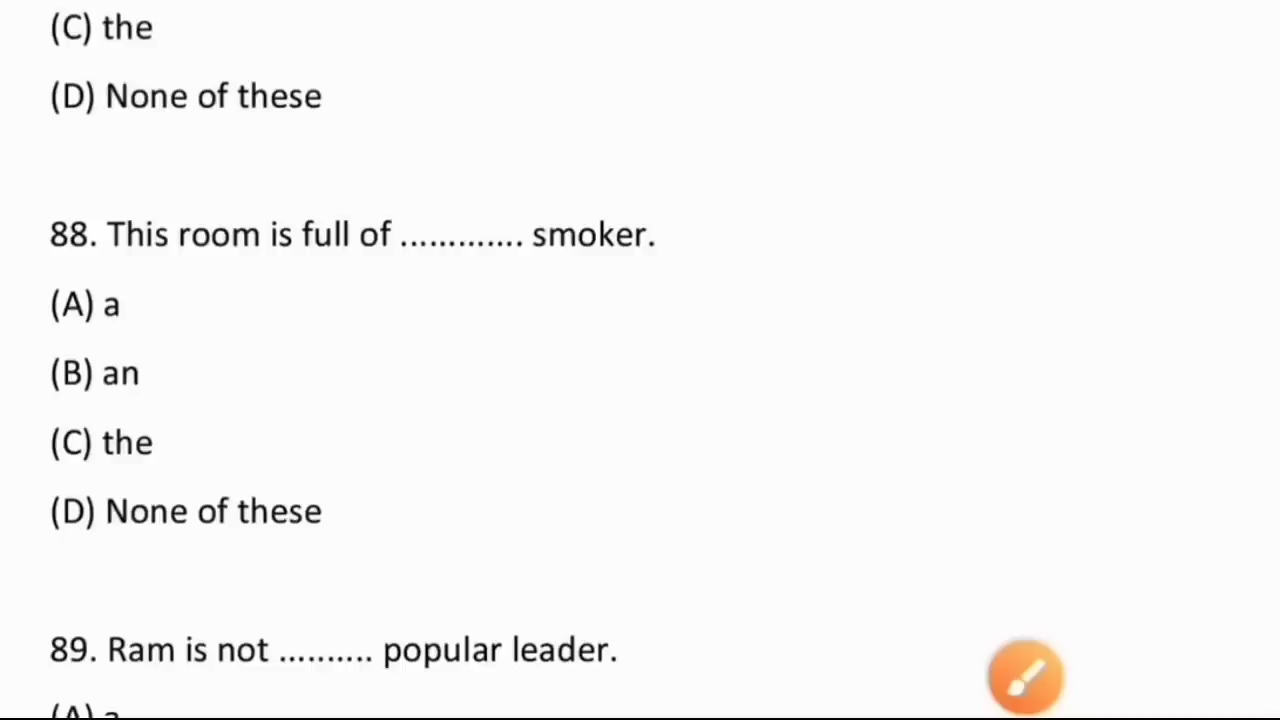 (C) the
(D) None of these
88. This room is full of ............. smoker.
(A) a
(B) an
(C) the
(D) None of these
89. Ram is not .......... popular leader.
(A) a